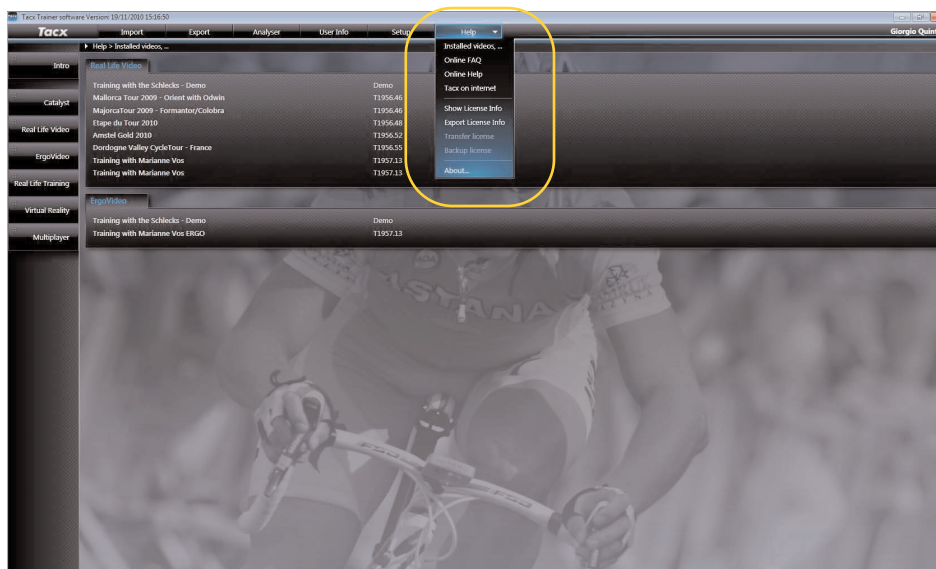 Tacx Trainer software Version: 19/11/2010 15:16:50
Tacx Import Export Analyser User Info Setup Help Giorgio Quint
Help > Installed videos, ...
Intro
Catalyst
Real Life Video
ErgoVideo
Real Life Training
Virtual Reality
Multiplayer
Real Life Video
Training with the Schlecks - Demo Demo
Mallorca Tour 2009 - Orient with Odwin T1956.46
MajorcaTour 2009 - Formantor/Colobra T1956.46
Etape du Tour 2010 T1956.48
Amstel Gold 2010 T1956.52
Dordogne Valley CycleTour - France T1956.55
Training with Marianne Vos T1957.13
Training with Marianne Vos T1957.13
ErgoVideo
Training with the Schlecks - Demo Demo
Training with Marianne Vos ERGO T1957.13
Installed videos, ...
Online FAQ
Online Help
Tacx on internet
Show License Info
Export License Info
Transfer license
Backup license
About...
ASTANA